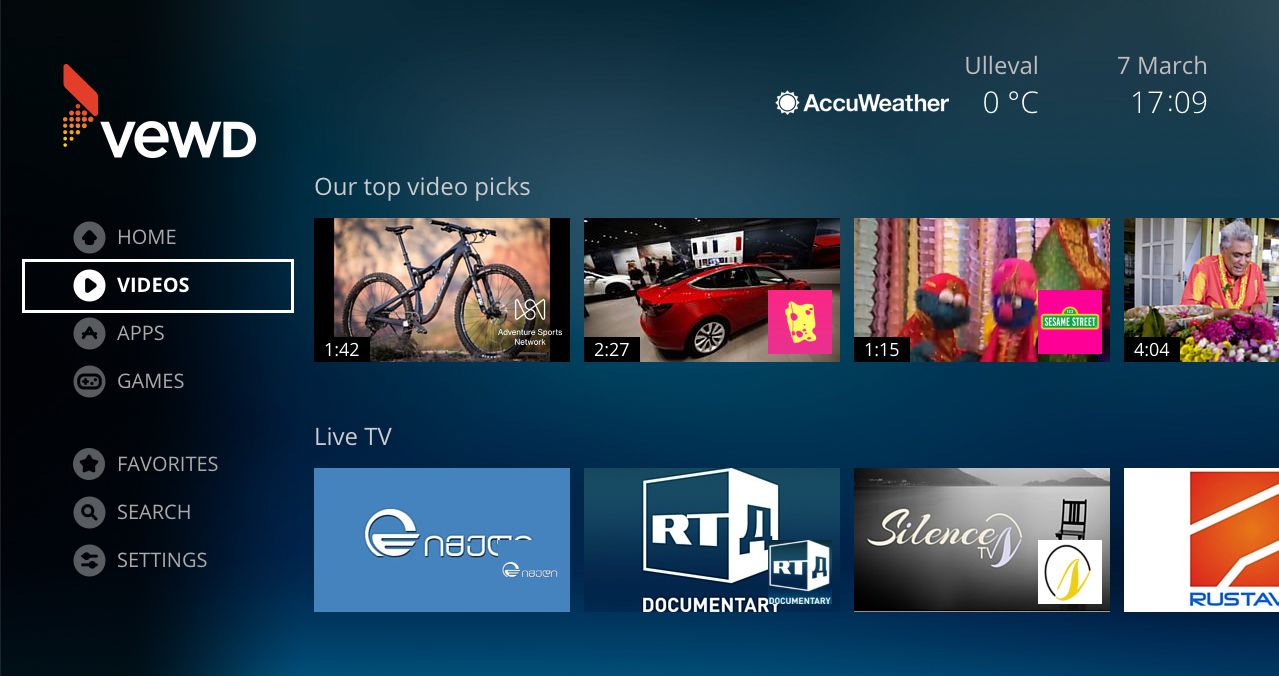 vewd
AccuWeather
Ulleval
0 °C
7 March
17:09
HOME
VIDEOS
APPS
GAMES
FAVORITES
SEARCH
SETTINGS
Our top video picks
Adventure Sports
Network
1:42
2:27
123
SESAME STREET
1:15
4:04
Live TV
იმედი
RTД
RTД
DOCUMENTARY
DOCUMENTARY
Silence
TV
RUSTAV